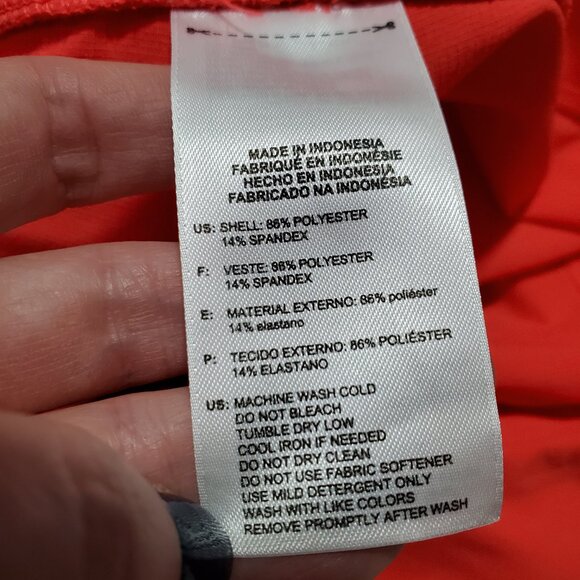 MADE IN INDONESIA
FABRIQUÉ EN INDONÉSIE
HECHO EN INDONESIA
FABRICADO NA INDONÉSIA
US: SHELL: 86% POLYESTER
14% SPANDEX
F: VESTE: 86% POLYESTER
14% SPANDEX
E: MATERIAL EXTERNO: 86% poliéster
14% elastano
P: TECIDO EXTERNO: 86% POLIÉSTER
14% ELASTANO
US: MACHINE WASH COLD
DO NOT BLEACH
TUMBLE DRY LOW
COOL IRON IF NEEDED
DO NOT DRY CLEAN
DO NOT USE FABRIC SOFTENER
USE MILD DETERGENT ONLY
WASH WITH LIKE COLORS
REMOVE PROMPTLY AFTER WASH